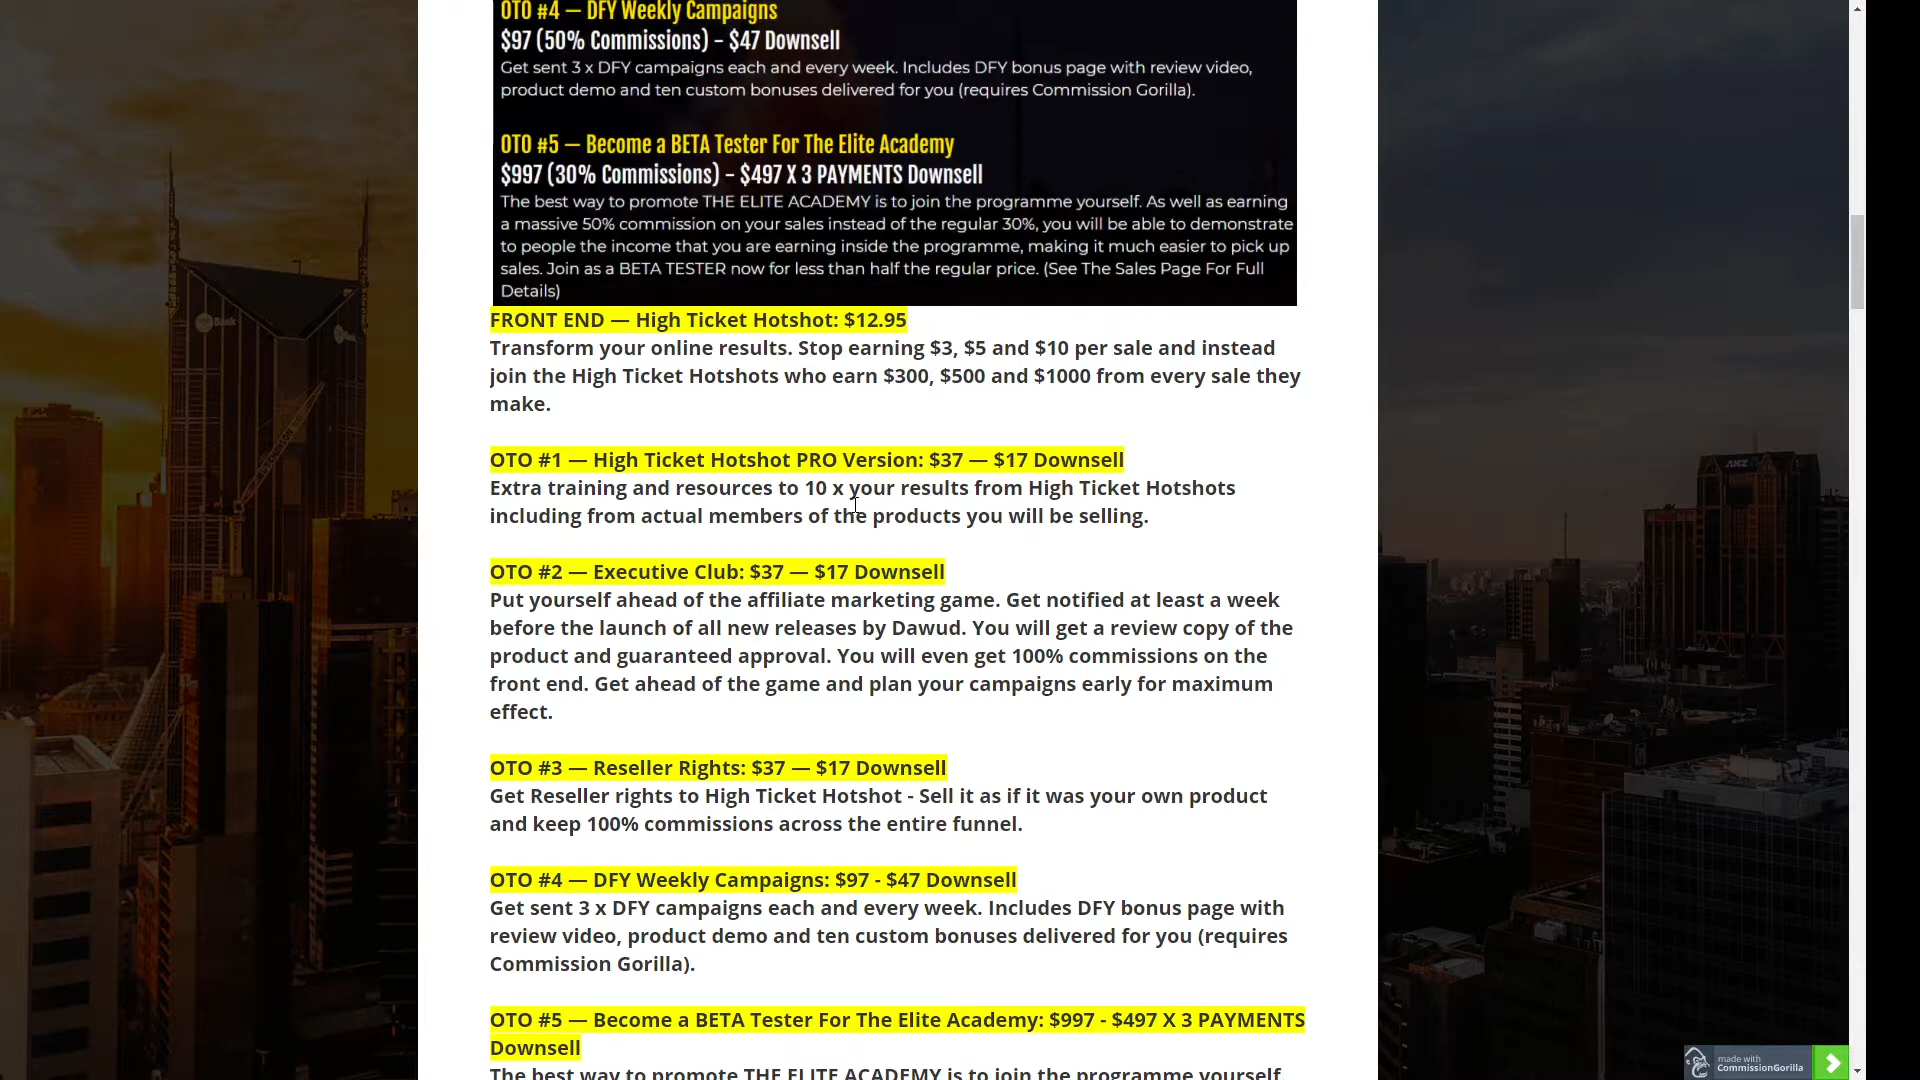 OTO #4 — DFY Weekly Campaigns
$97 (50% Commissions) – $47 Downsell
Get sent 3 x DFY campaigns each and every week. Includes DFY bonus page with review video,
product demo and ten custom bonuses delivered for you (requires Commission Gorilla).
OTO #5 — Become a BETA Tester For The Elite Academy
$997 (30% Commissions) – $497 X 3 PAYMENTS Downsell
The best way to promote THE ELITE ACADEMY is to join the programme yourself. As well as earning
a massive 50% commission on your sales instead of the regular 30%, you will be able to demonstrate
to people the income that you are earning inside the programme, making it much easier to pick up
sales. Join as a BETA TESTER now for less than half the regular price. (See The Sales Page For Full
Details)
FRONT END — High Ticket Hotshot: $12.95
Transform your online results. Stop earning $3, $5 and $10 per sale and instead
join the High Ticket Hotshots who earn $300, $500 and $1000 from every sale they
make.
OTO #1 — High Ticket Hotshot PRO Version: $37 — $17 Downsell
Extra training and resources to 10 x your results from High Ticket Hotshots
including from actual members of the products you will be selling.
OTO #2 — Executive Club: $37 — $17 Downsell
Put yourself ahead of the affiliate marketing game. Get notified at least a week
before the launch of all new releases by Dawud. You will get a review copy of the
product and guaranteed approval. You will even get 100% commissions on the
front end. Get ahead of the game and plan your campaigns early for maximum
effect.
OTO #3 — Reseller Rights: $37 — $17 Downsell
Get Reseller rights to High Ticket Hotshot - Sell it as if it was your own product
and keep 100% commissions across the entire funnel.
OTO #4 — DFY Weekly Campaigns: $97 - $47 Downsell
Get sent 3 x DFY campaigns each and every week. Includes DFY bonus page with
review video, product demo and ten custom bonuses delivered for you (requires
Commission Gorilla).
OTO #5 — Become a BETA Tester For The Elite Academy: $997 - $497 X 3 PAYMENTS
Downsell
The best way to promote THE ELITE ACADEMY is to join the programme yourself.
Bank
ANZ
made with
CommissionGorilla